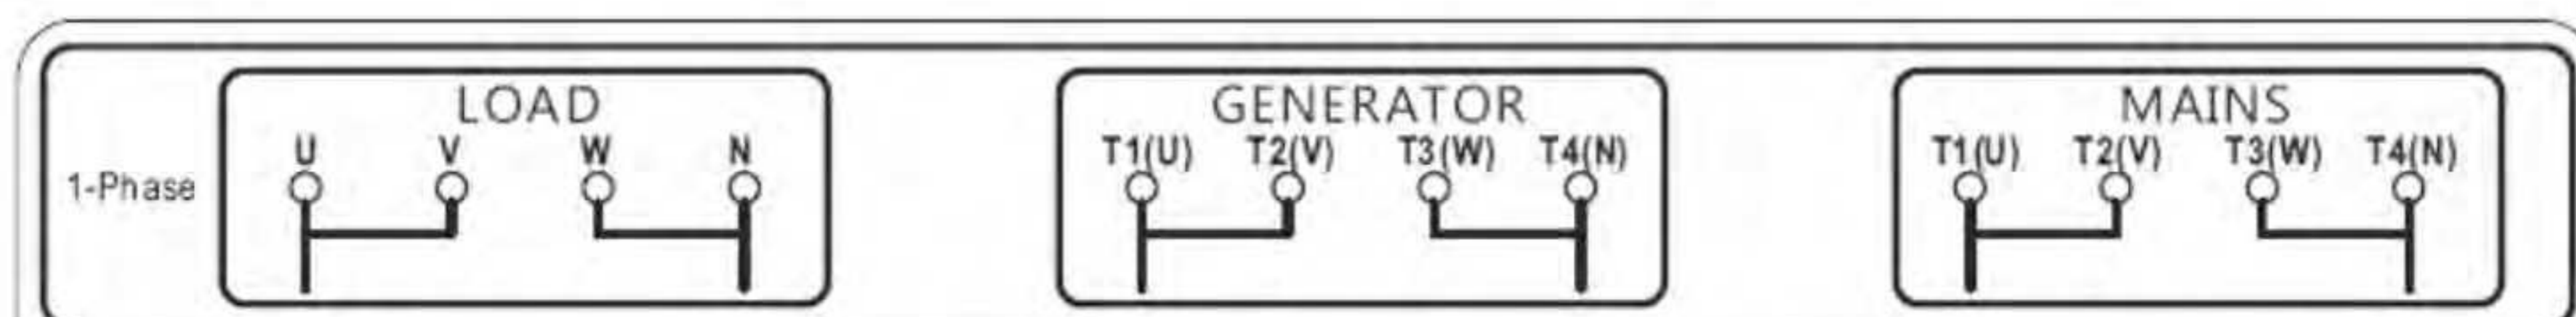 LOAD GENERATOR MAINS
U V W N T1(U) T2(V) T3(W) T4(N) T1(U) T2(V) T3(W) T4(N)
1-Phase